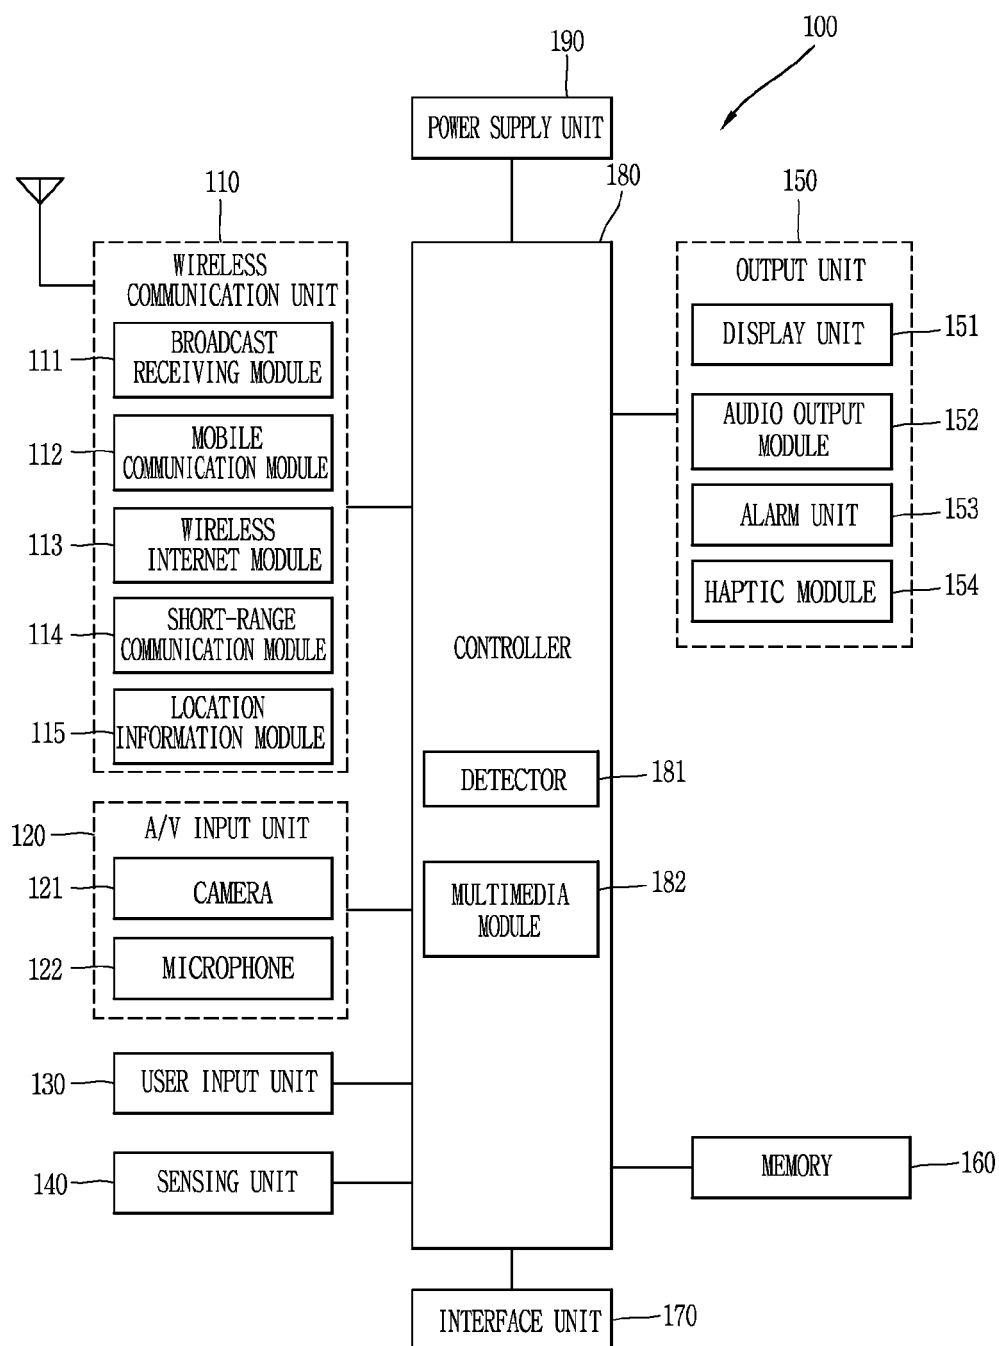 100
190
POWER SUPPLY UNIT
180
110
WIRELESS
COMMUNICATION UNIT
111
BROADCAST
RECEIVING MODULE
112
MOBILE
COMMUNICATION MODULE
113
WIRELESS
INTERNET MODULE
114
SHORT-RANGE
COMMUNICATION MODULE
115
LOCATION
INFORMATION MODULE
120
A/V INPUT UNIT
121
CAMERA
122
MICROPHONE
130
USER INPUT UNIT
140
SENSING UNIT
CONTROLLER
DETECTOR
181
MULTIMEDIA
MODULE
182
150
OUTPUT UNIT
DISPLAY UNIT
151
AUDIO OUTPUT
MODULE
152
ALARM UNIT
153
HAPTIC MODULE
154
MEMORY
160
INTERFACE UNIT
170